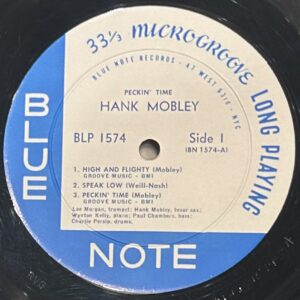 33⅓ MICROGROOVE LONG PLAYING
BLUE NOTE RECORDS - 47 WEST 63rd - NYC
PECKIN' TIME
HANK MOBLEY
BLP 1574
Side 1
(BN 1574-A)
1. HIGH AND FLIGHTY (Mobley)
GROOVE MUSIC - BMI
2. SPEAK LOW (Weill-Nash)
3. PECKIN' TIME (Mobley)
GROOVE MUSIC - BMI
Lee Morgan, trumpet; Hank Mobley, tenor sax;
Wynton Kelly, piano; Paul Chambers, bass;
Charlie Persip, drums.
BLUE
NOTE